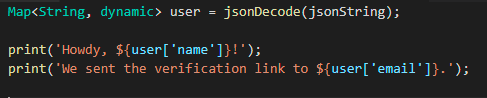 Map<String, dynamic> user = jsonDecode(jsonString);
print('Howdy, ${user['name']}!');
print('We sent the verification link to ${user['email']}.');